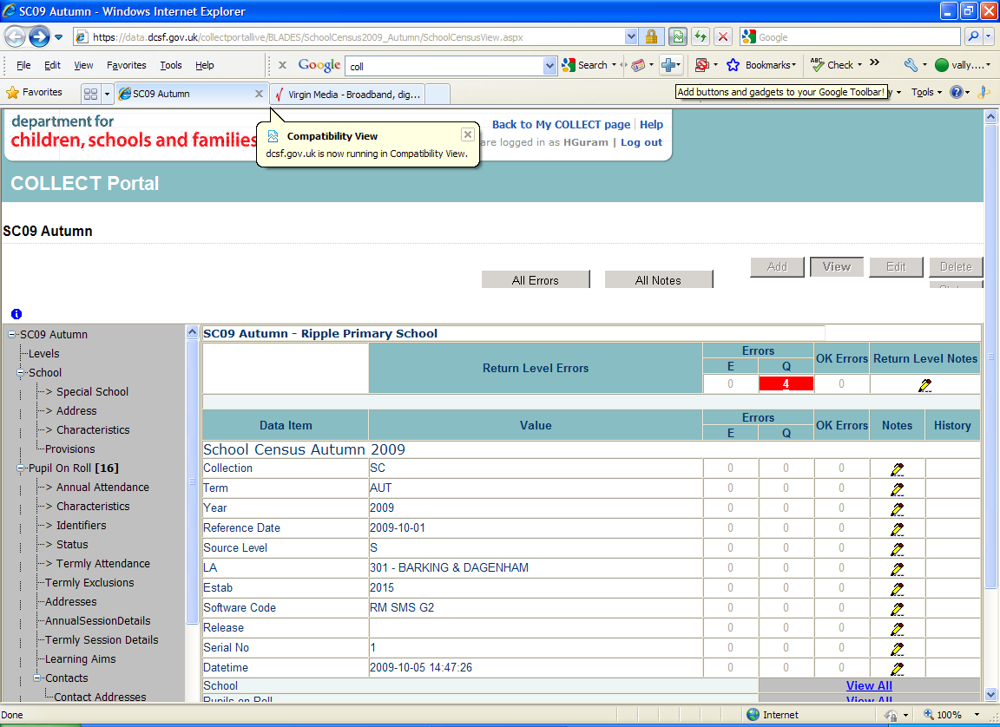 SC09 Autumn - Windows Internet Explorer
https://data.dcsf.gov.uk/collectportallive/BLADES/SchoolCensus2009_Autumn/SchoolCensusView.aspx
Google
File Edit View Favorites Tools Help
x Google coll Search Bookmarks Check vally....
Favorites SC09 Autumn Virgin Media - Broadband, dig... Tools
Add buttons and gadgets to your Google Toolbar!
department for
children, schools and families
Back to My COLLECT page Help
are logged in as HGuram Log out
Compatibility View
dcsf.gov.uk is now running in Compatibility View.
COLLECT Portal
SC09 Autumn
Add View Edit Delete
All Errors All Notes
SC09 Autumn
Levels
School
> Special School
> Address
> Characteristics
Provisions
Pupil On Roll [16]
> Annual Attendance
> Characteristics
> Identifiers
> Status
> Termly Attendance
Termly Exclusions
Addresses
AnnualSessionDetails
Termly Session Details
Learning Aims
Contacts
Contact Addresses
SC09 Autumn - Ripple Primary School
Return Level Errors Errors OK Errors Return Level Notes
E Q
0 4 0
Data Item Value Errors OK Errors Notes History
E Q
School Census Autumn 2009
Collection SC 0 0 0
Term AUT 0 0 0
Year 2009 0 0 0
Reference Date 2009-10-01 0 0 0
Source Level S 0 0 0
LA 301 - BARKING & DAGENHAM 0 0 0
Estab 2015 0 0 0
Software Code RM SMS G2 0 0 0
Release 0 0 0
Serial No 1 0 0 0
Datetime 2009-10-05 14:47:26 0 0 0
School View All
Pupils on Roll View All
Done Internet 100%